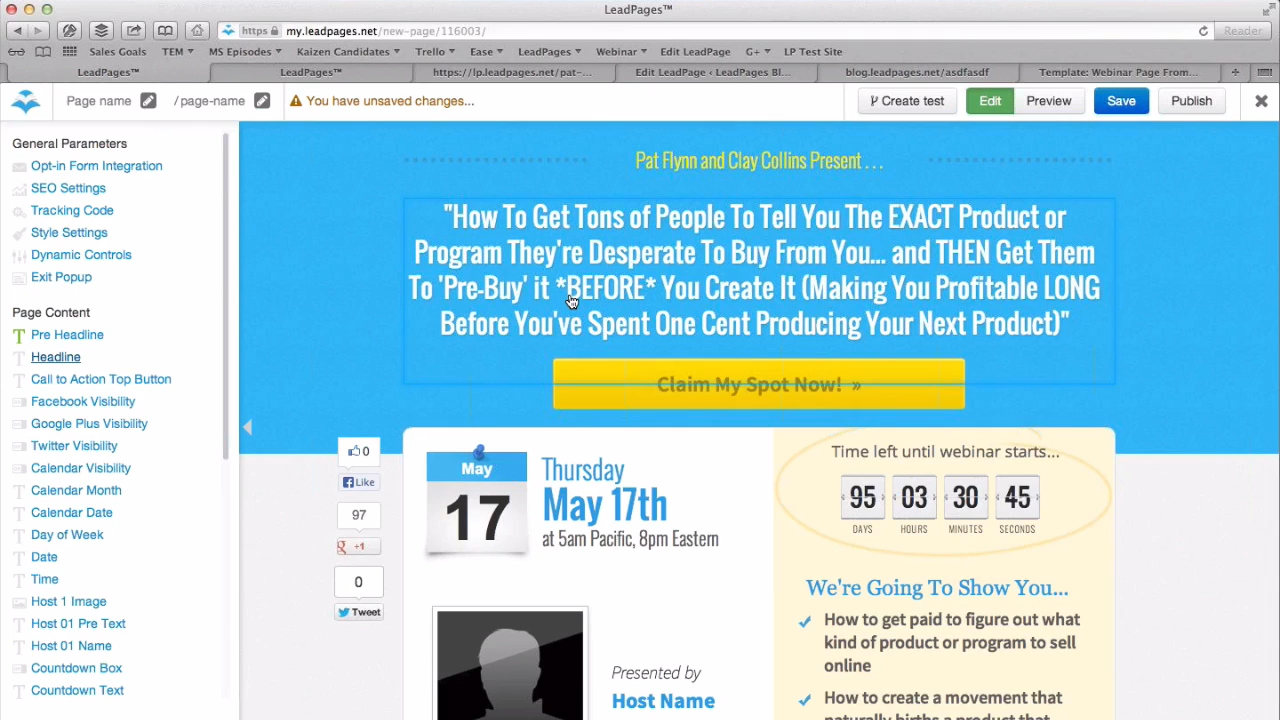 LeadPages™
https my.leadpages.net/new-page/116003/ Reader
Sales Goals TEM MS Episodes Kaizen Candidates Trello Ease LeadPages Webinar Edit LeadPage G+ LP Test Site
LeadPages™ LeadPages™ https://lp.leadpages.net/pat-... Edit LeadPage ‹ LeadPages Bl... blog.leadpages.net/asdfasdf Template: Webinar Page From...
Page name /page-name You have unsaved changes... Create test Edit Preview Save Publish
General Parameters
Opt-in Form Integration
SEO Settings
Tracking Code
Style Settings
Dynamic Controls
Exit Popup
Page Content
Pre Headline
Headline
Call to Action Top Button
Facebook Visibility
Google Plus Visibility
Twitter Visibility
Calendar Visibility
Calendar Month
Calendar Date
Day of Week
Date
Time
Host 1 Image
Host 01 Pre Text
Host 01 Name
Countdown Box
Countdown Text
Pat Flynn and Clay Collins Present . . .
"How To Get Tons of People To Tell You The EXACT Product or
Program They're Desperate To Buy From You... and THEN Get Them
To 'Pre-Buy' it *BEFORE* You Create It (Making You Profitable LONG
Before You've Spent One Cent Producing Your Next Product)"
Claim My Spot Now! »
0
Like
97
+1
0
Tweet
May
17
Thursday
May 17th
at 5am Pacific, 8pm Eastern
Presented by
Host Name
Time left until webinar starts...
95 03 30 45
DAYS HOURS MINUTES SECONDS
We're Going To Show You...
How to get paid to figure out what
kind of product or program to sell
online
How to create a movement that
naturally births a product that